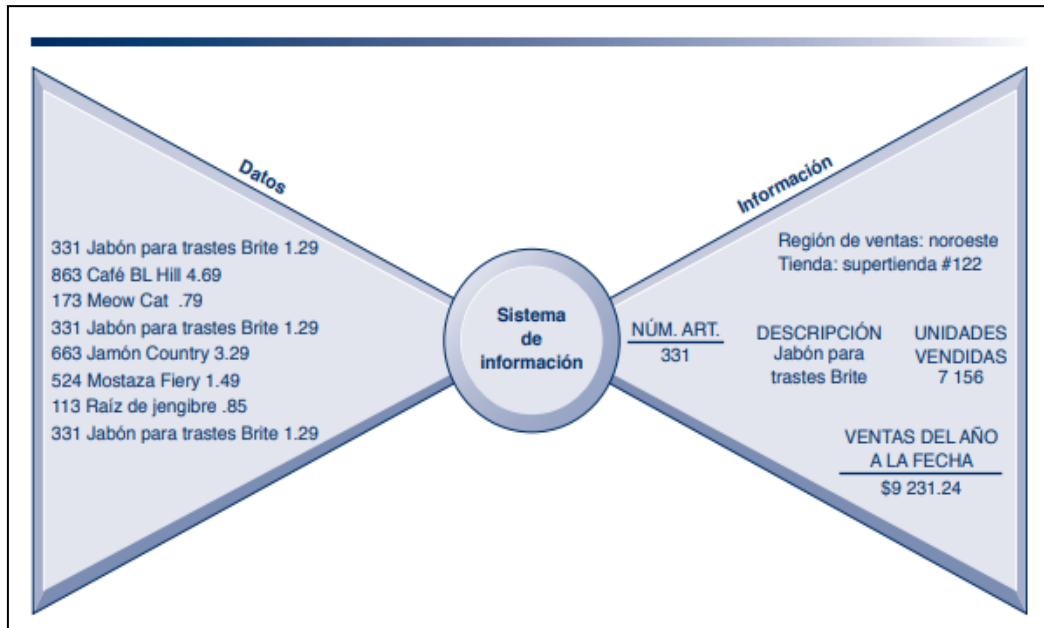 Datos
331 Jabón para trastes Brite 1.29
863 Café BL Hill 4.69
173 Meow Cat .79
331 Jabón para trastes Brite 1.29
663 Jamón Country 3.29
524 Mostaza Fiery 1.49
113 Raíz de jengibre .85
331 Jabón para trastes Brite 1.29
Sistema
de
información
Información
Región de ventas: noroeste
Tienda: supertienda #122
NÚM. ART.
331
DESCRIPCIÓN
Jabón para
trastes Brite
UNIDADES
VENDIDAS
7 156
VENTAS DEL AÑO
A LA FECHA
$9 231.24